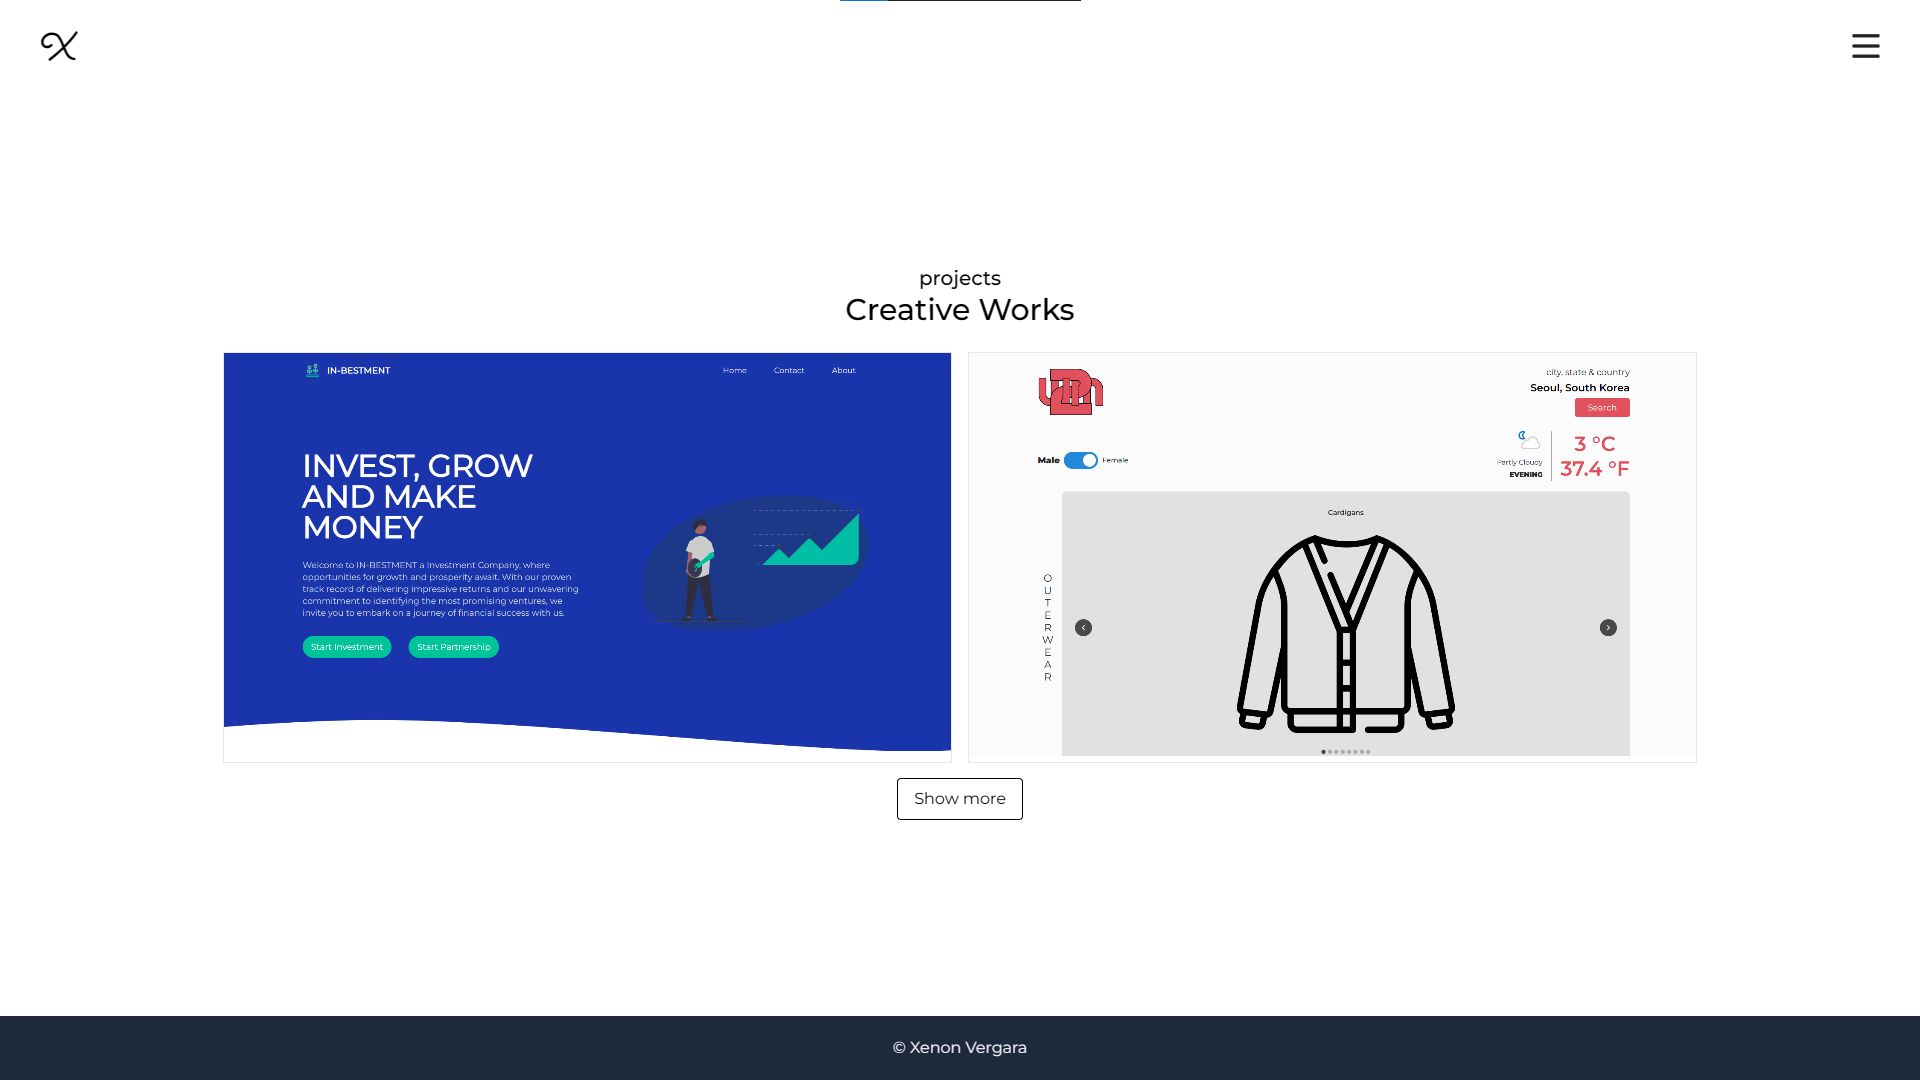 projects
Creative Works
IN-BESTMENT
Home Contact About
INVEST, GROW
AND MAKE
MONEY
Welcome to IN-BESTMENT a Investment Company, where
opportunities for growth and prosperity await. With our proven
track record of delivering impressive returns and our unwavering
commitment to identifying the most promising ventures, we
invite you to embark on a journey of financial success with us.
Start Investment Start Partnership
city, state & country
Seoul, South Korea
Search
Partly Cloudy
EVENING
3 °C
37.4 °F
Male Female
Cardigans
OUTERWEAR
Show more
© Xenon Vergara